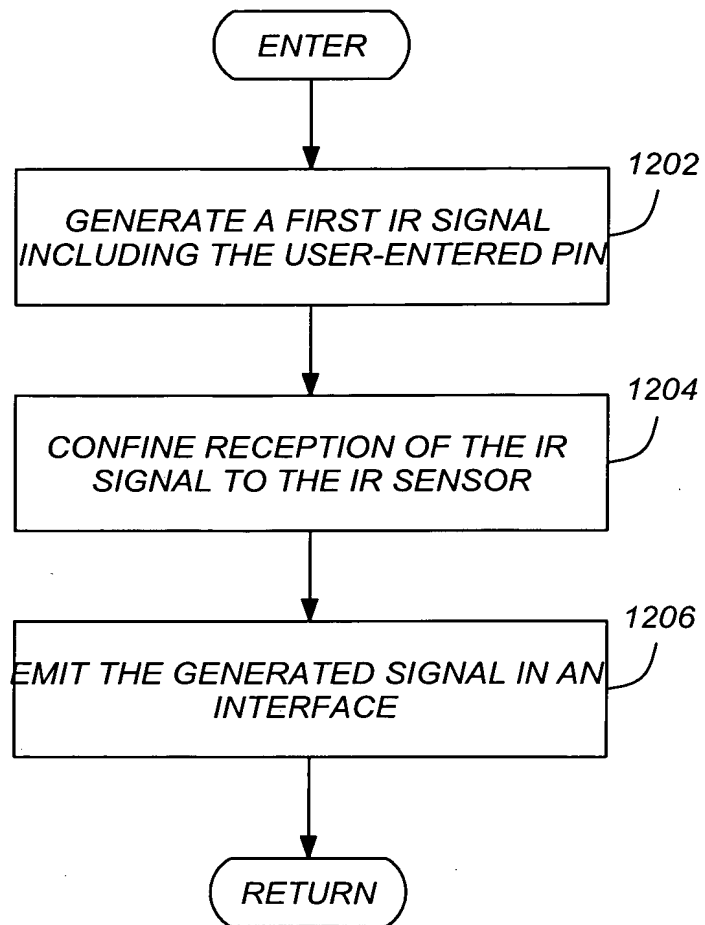 ENTER
1202
GENERATE A FIRST IR SIGNAL
INCLUDING THE USER-ENTERED PIN
1204
CONFINE RECEPTION OF THE IR
SIGNAL TO THE IR SENSOR
1206
EMIT THE GENERATED SIGNAL IN AN
INTERFACE
RETURN